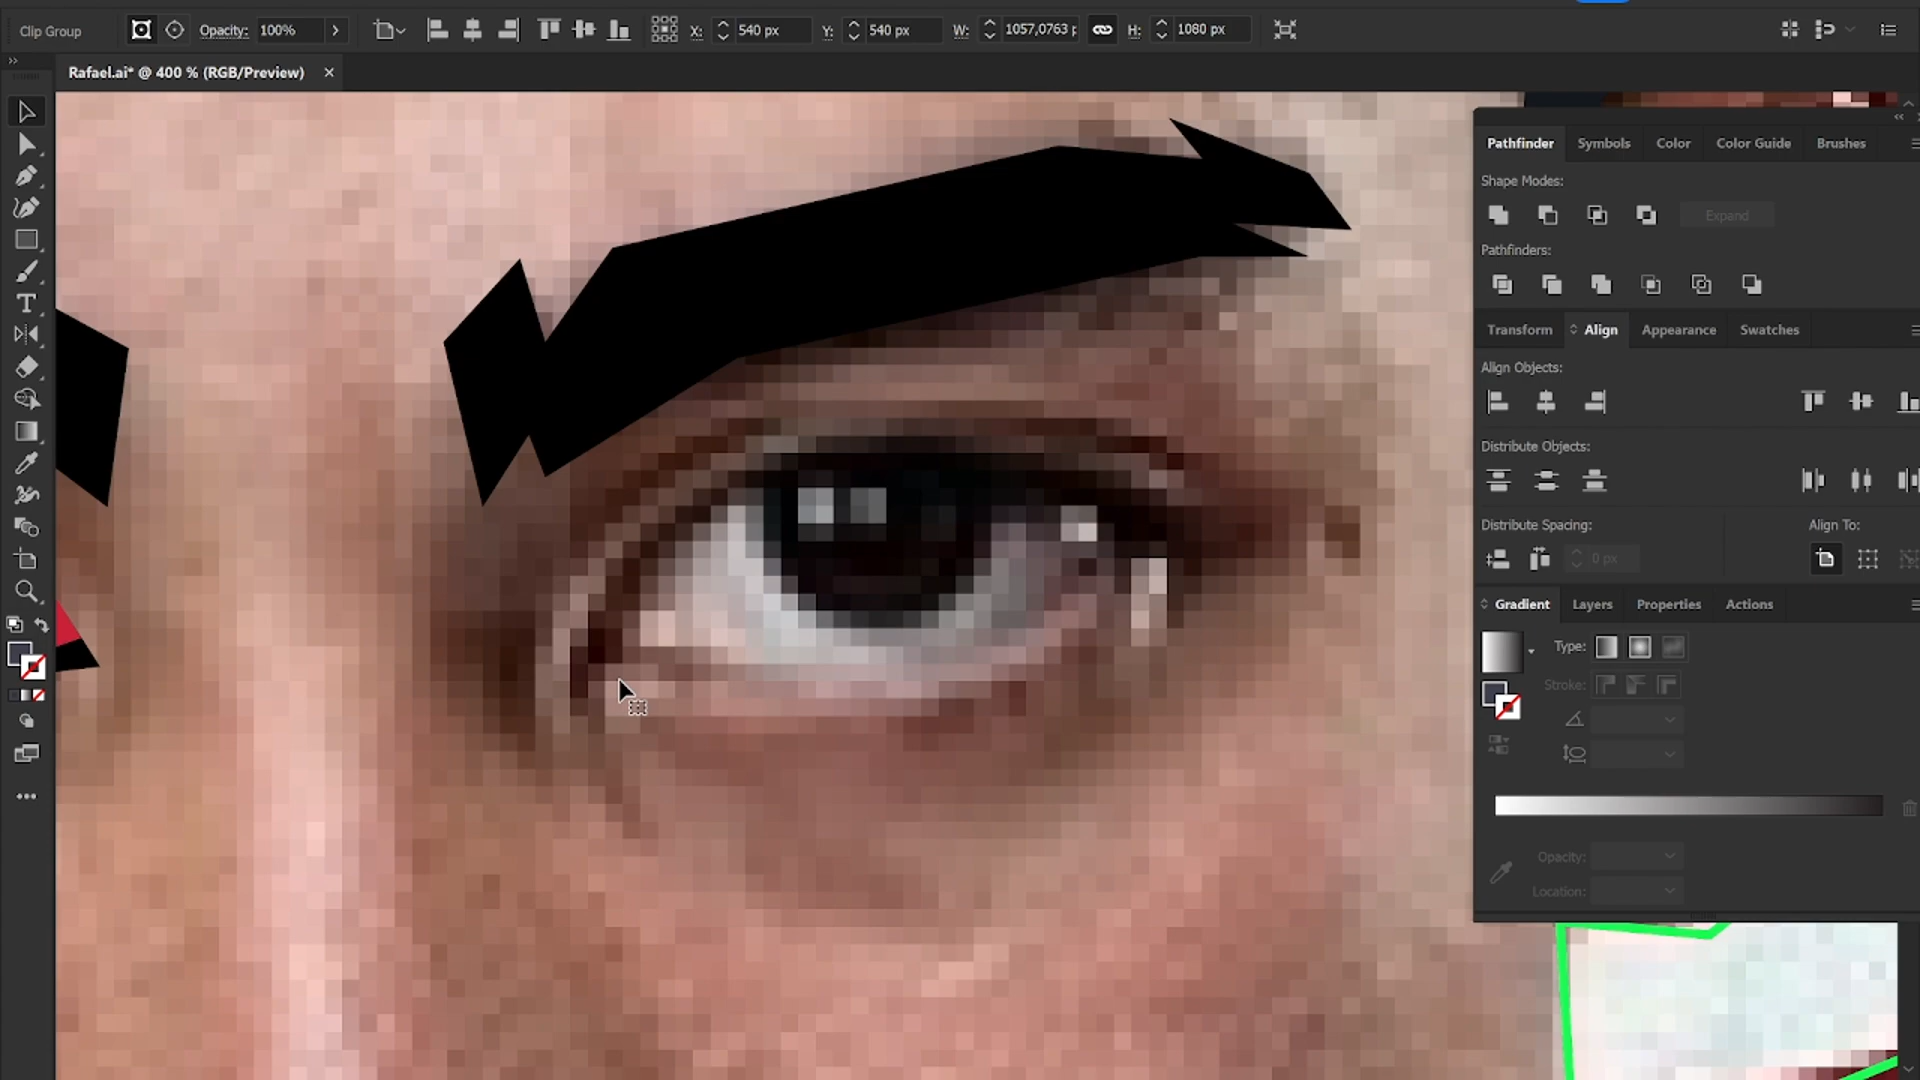 Clip Group Opacity: 100% X: 540 px Y: 540 px W: 1057,0763 p H: 1080 px
Rafael.ai* @ 400 % (RGB/Preview)
Pathfinder Symbols Color Color Guide Brushes
Shape Modes:
Expand
Pathfinders:
Transform Align Appearance Swatches
Align Objects:
Distribute Objects:
Distribute Spacing: Align To:
0 px
Gradient Layers Properties Actions
Type:
Stroke:
Opacity:
Location: